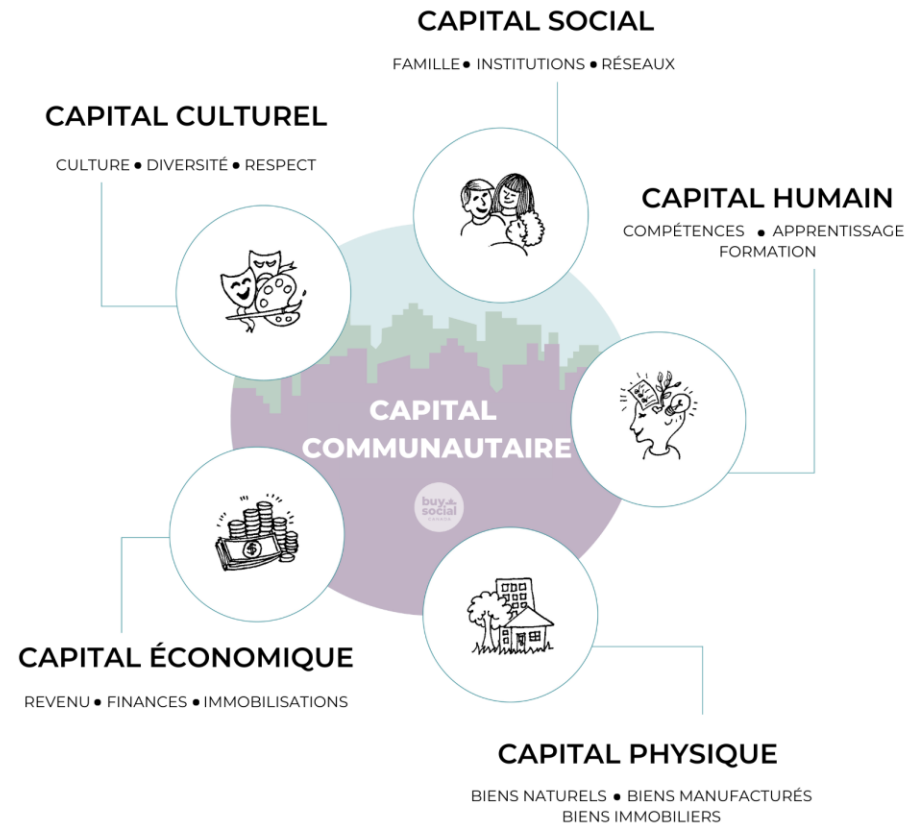 CAPITAL SOCIAL
FAMILLE • INSTITUTIONS • RÉSEAUX
CAPITAL CULTUREL
CULTURE • DIVERSITÉ • RESPECT
CAPITAL HUMAIN
COMPÉTENCES • APPRENTISSAGE
FORMATION
CAPITAL
COMMUNAUTAIRE
buy
social
CANADA
$
CAPITAL ÉCONOMIQUE
REVENU • FINANCES • IMMOBILISATIONS
CAPITAL PHYSIQUE
BIENS NATURELS • BIENS MANUFACTURÉS
BIENS IMMOBILIERS